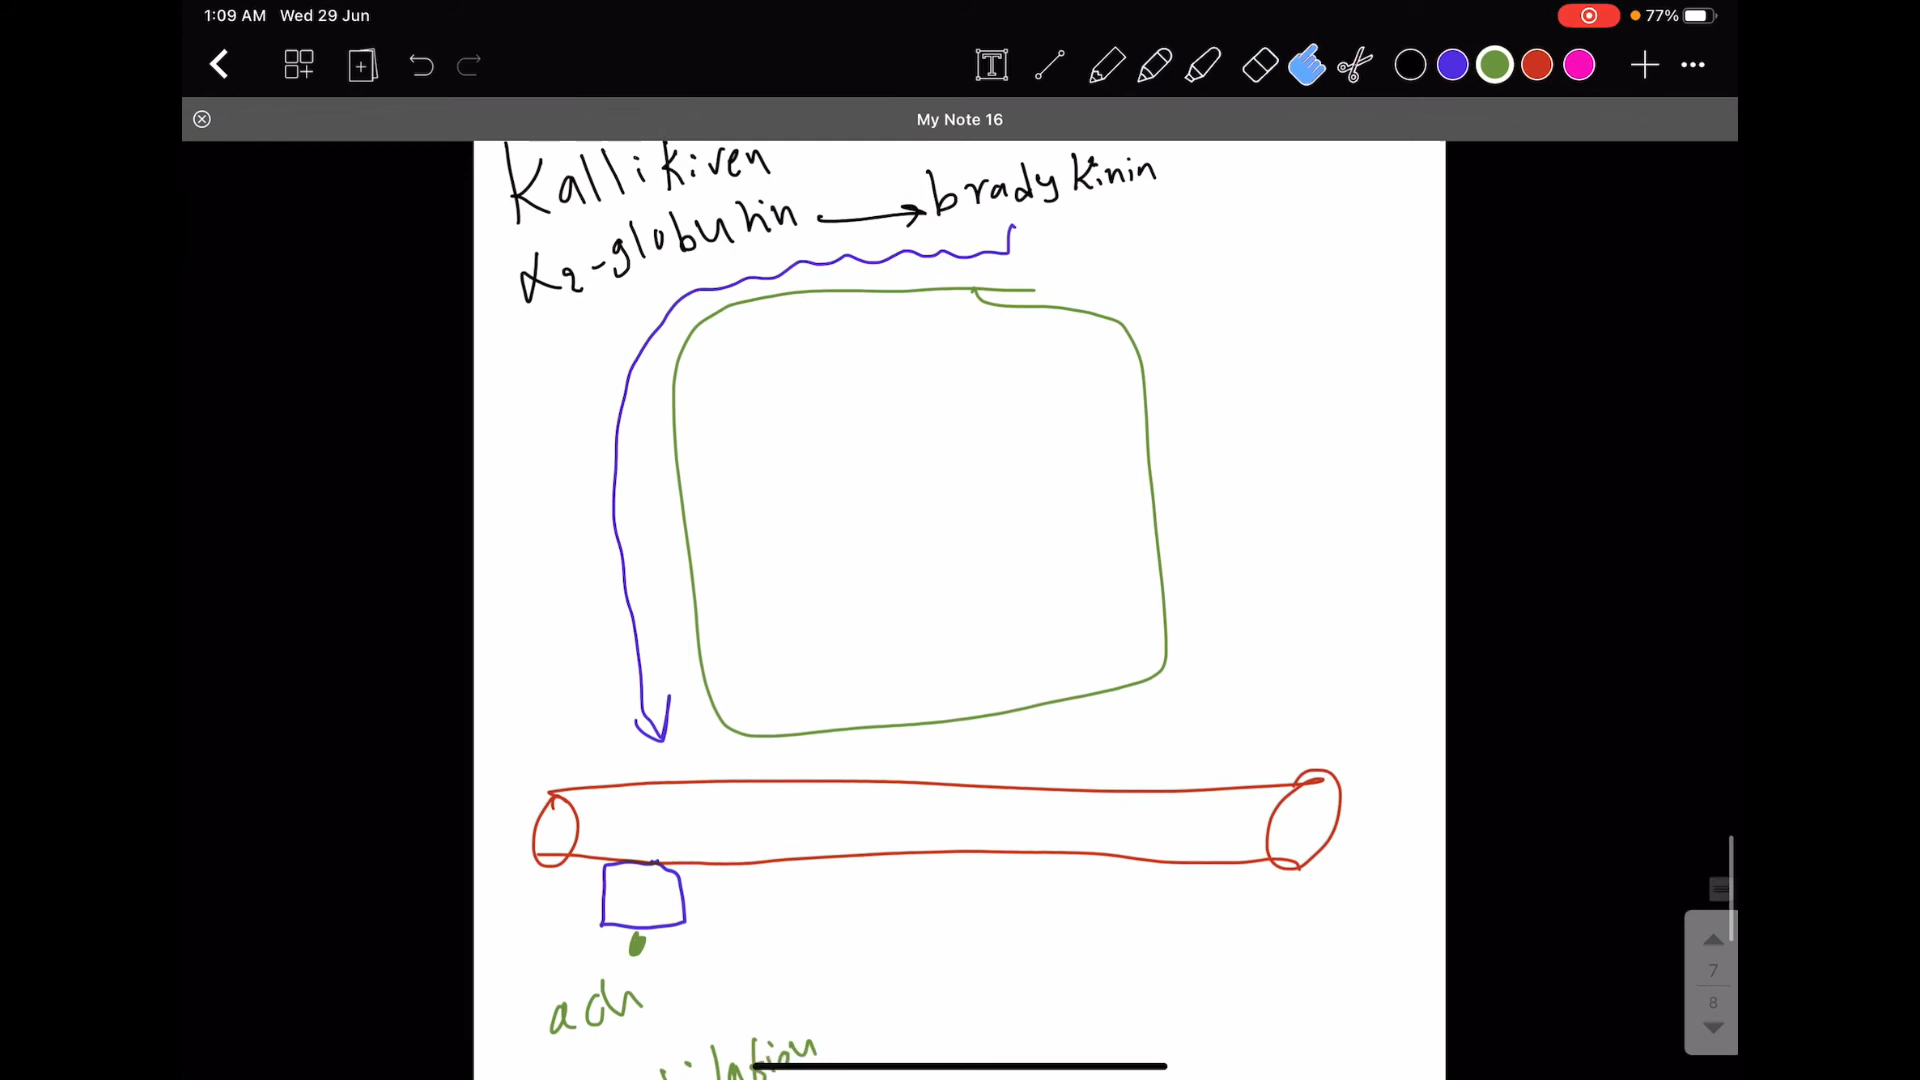 1:09 AM Wed 29 Jun 77%
T
My Note 16
Kallikiren
α2-globulin → bradykinin
ach
7
8